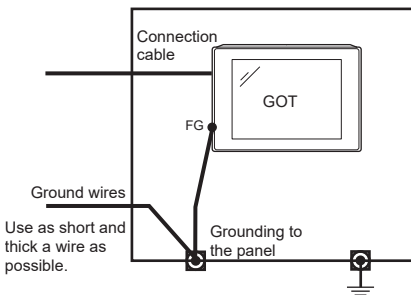 Connection
cable
GOT
FG
Ground wires
Use as short and
thick a wire as
possible.
Grounding to
the panel